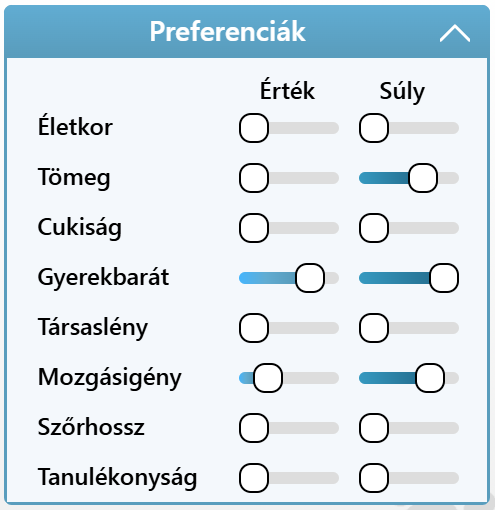 Preferenciák
Érték Súly
Életkor
Tömeg
Cukiság
Gyerekbarát
Társaslény
Mozgásigény
Szőrhossz
Tanulékonyság